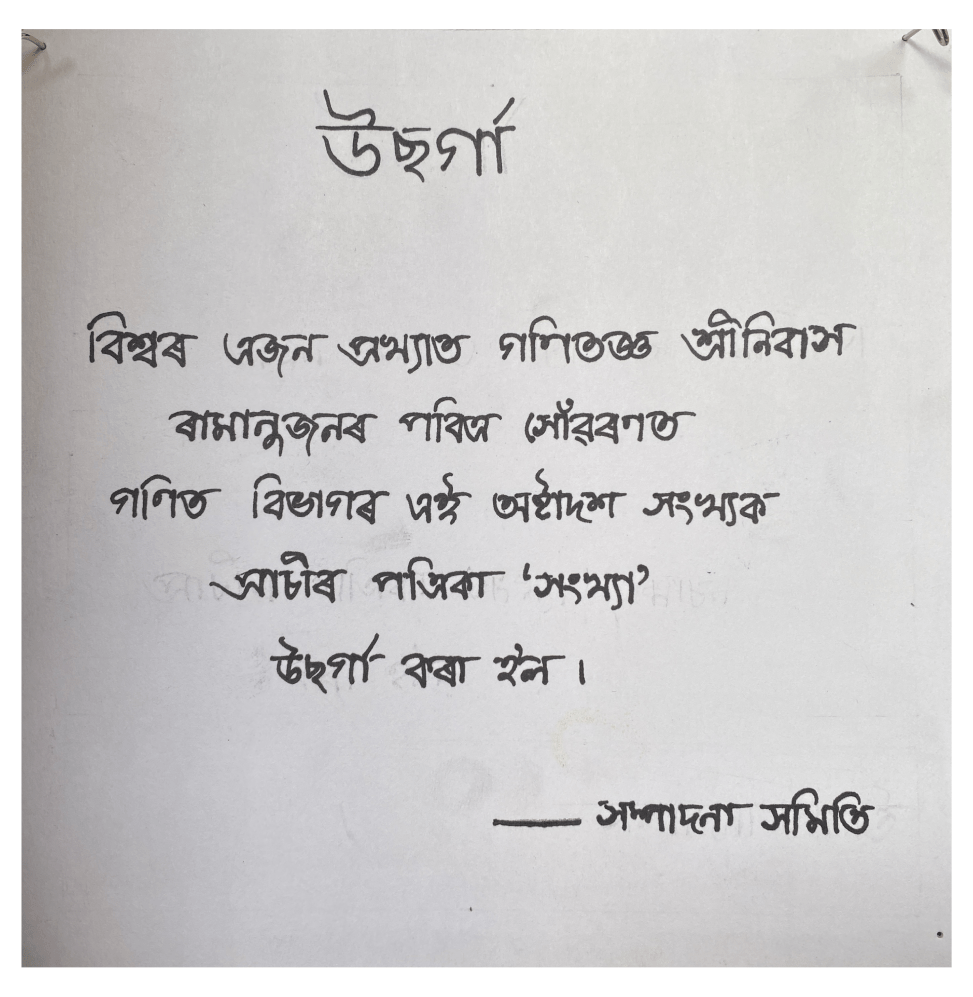 উছৰ্গা
বিশ্বৰ এজন প্ৰখ্যাত গণিতজ্ঞ শ্ৰীনিবাস
ৰামানুজনৰ পবিত্ৰ সোঁৱৰণত
গণিত বিভাগৰ এই অষ্টাদশ সংখ্যক
প্ৰাচীৰ পত্ৰিকা ‘সংখ্যা’
উছৰ্গা কৰা হ'ল ।
— সম্পাদনা সমিতি